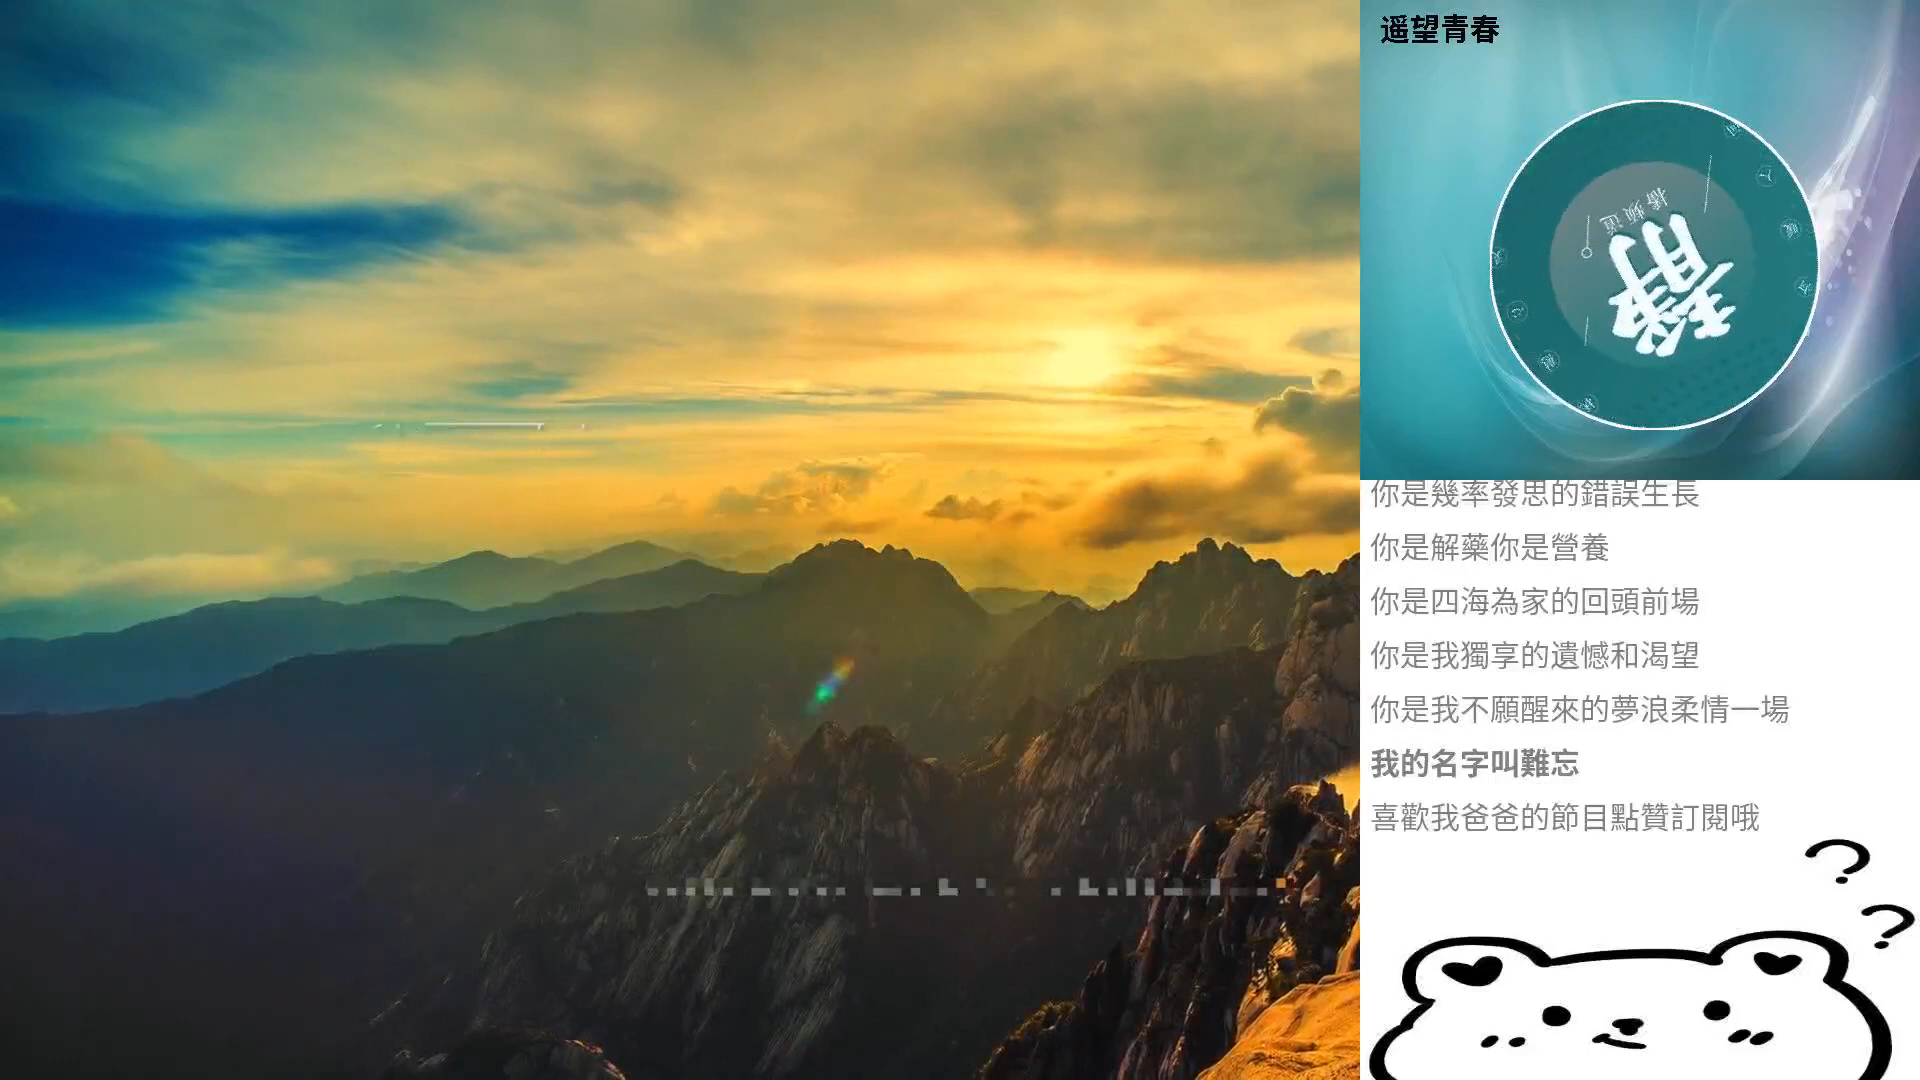 遥望青春
播频道
静
你是幾率發思的錯誤生長
你是解藥你是營養
你是四海為家的回頭前場
你是我獨享的遺憾和渴望
你是我不願醒來的夢浪柔情一場
我的名字叫難忘
喜歡我爸爸的節目點贊訂閱哦
? ?